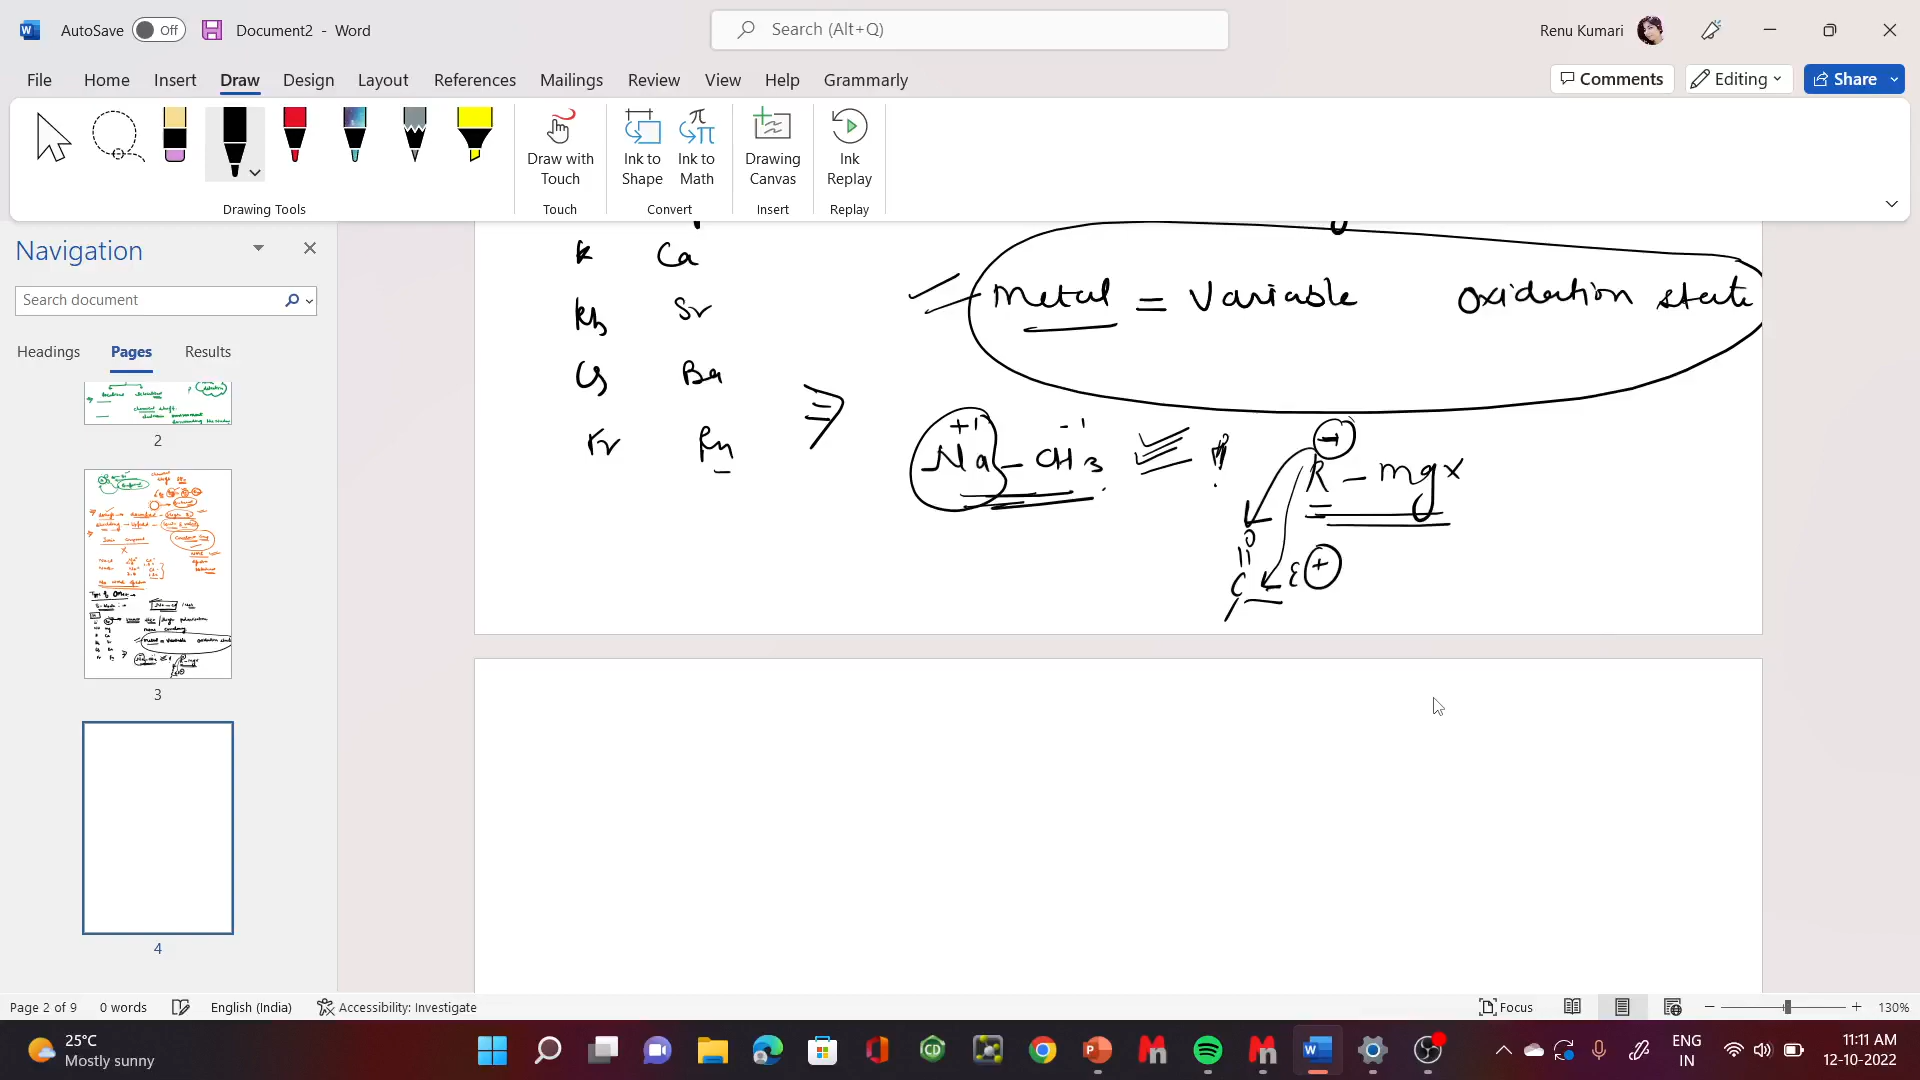 AutoSave Off Document2 - Word Search (Alt+Q) Renu Kumari
File Home Insert Draw Design Layout References Mailings Review View Help Grammarly Comments Editing Share
Draw with Touch
Ink to Shape
Ink to Math
Drawing Canvas
Ink Replay
Drawing Tools Touch Convert Insert Replay
Navigation
Search document
Headings Pages Results
2
3
4
K Ca
Rb Sr
Cs Ba
Fr Rn
Metal = Variable Oxidation state
+1 -1
Na - CH3
R - mgx
O
C
+
Page 2 of 9 0 words English (India) Accessibility: Investigate Focus 130%
25°C
Mostly sunny
ENG
IN
11:11 AM
12-10-2022